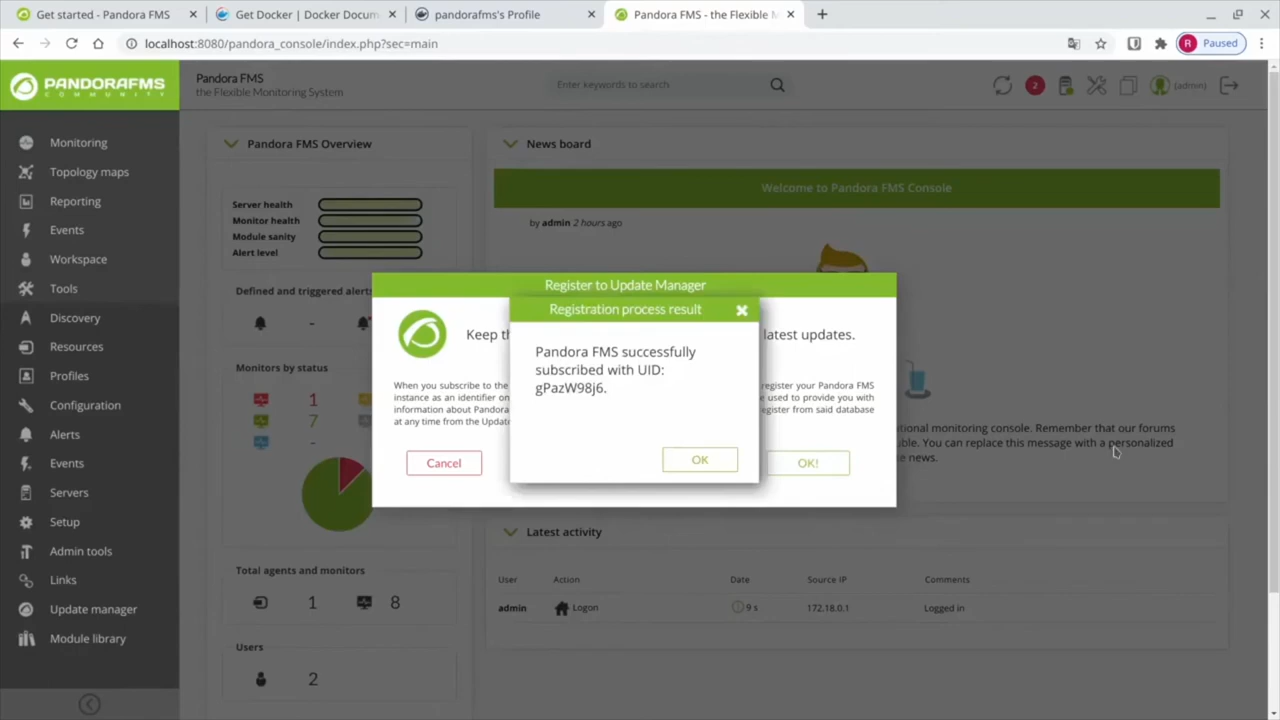 Get started - Pandora FMS
Get Docker | Docker Docum
pandorafms's Profile
Pandora FMS - the Flexible M
localhost:8080/pandora_console/index.php?sec=main
R Paused
PANDORAFMS
COMMUNITY
Pandora FMS
the Flexible Monitoring System
Enter keywords to search
2
(admin)
Monitoring
Topology maps
Reporting
Events
Workspace
Tools
Discovery
Resources
Profiles
Configuration
Alerts
Events
Servers
Setup
Admin tools
Links
Update manager
Module library
Pandora FMS Overview
Server health
Monitor health
Module sanity
Alert level
Defined and triggered alerts
-
Monitors by status
1
7
-
Total agents and monitors
1 8
Users
2
News board
Welcome to Pandora FMS Console
by admin 2 hours ago
ational monitoring console. Remember that our forums
ble. You can replace this message with a personalized
e news.
Register to Update Manager
Keep th
latest updates.
When you subscribe to the
instance as an identifier on
information about Pandora
at any time from the Update
register your Pandora FMS
e used to provide you with
egister from said database
Cancel
OK!
Registration process result
Pandora FMS successfully
subscribed with UID:
gPazW98j6.
OK
Latest activity
User Action Date Source IP Comments
admin Logon 9 s 172.18.0.1 Logged in